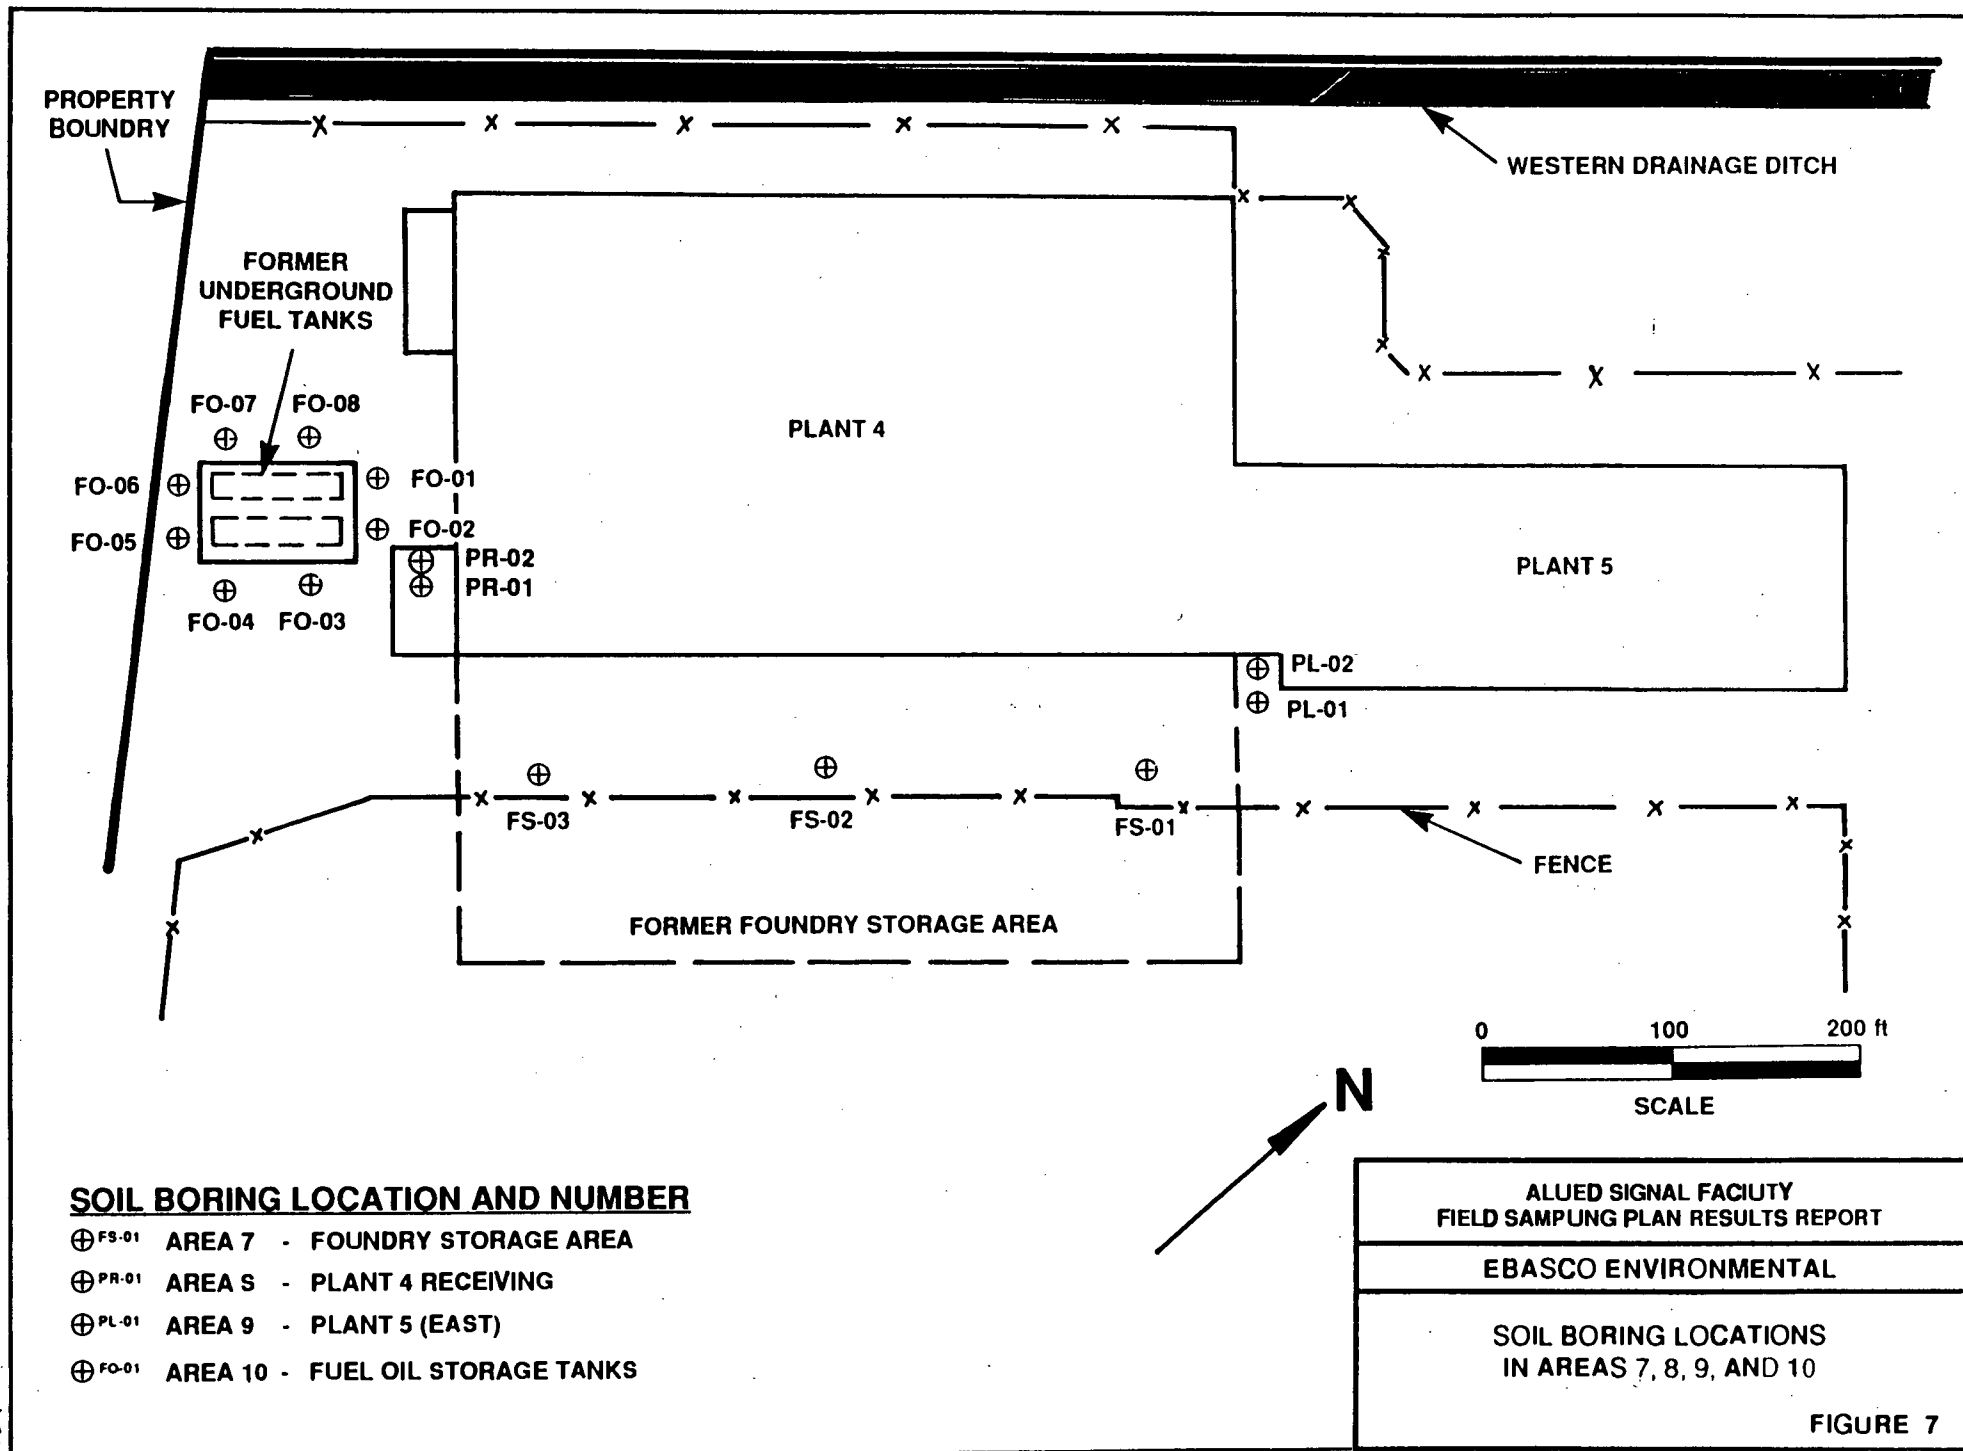 PROPERTY
BOUNDRY
WESTERN DRAINAGE DITCH
FORMER
UNDERGROUND
FUEL TANKS
FO-07
FO-08
PLANT 4
FO-06
FO-01
FO-05
FO-02
PR-02
PR-01
PLANT 5
FO-04
FO-03
PL-02
PL-01
FS-03
FS-02
FS-01
FENCE
FORMER FOUNDRY STORAGE AREA
0 100 200 ft
SCALE
N
SOIL BORING LOCATION AND NUMBER
FS-01 AREA 7 - FOUNDRY STORAGE AREA
PR-01 AREA S - PLANT 4 RECEIVING
PL-01 AREA 9 - PLANT 5 (EAST)
FO-01 AREA 10 - FUEL OIL STORAGE TANKS
ALUED SIGNAL FACIUTY
FIELD SAMPUNG PLAN RESULTS REPORT
EBASCO ENVIRONMENTAL
SOIL BORING LOCATIONS
IN AREAS 7, 8, 9, AND 10
FIGURE 7